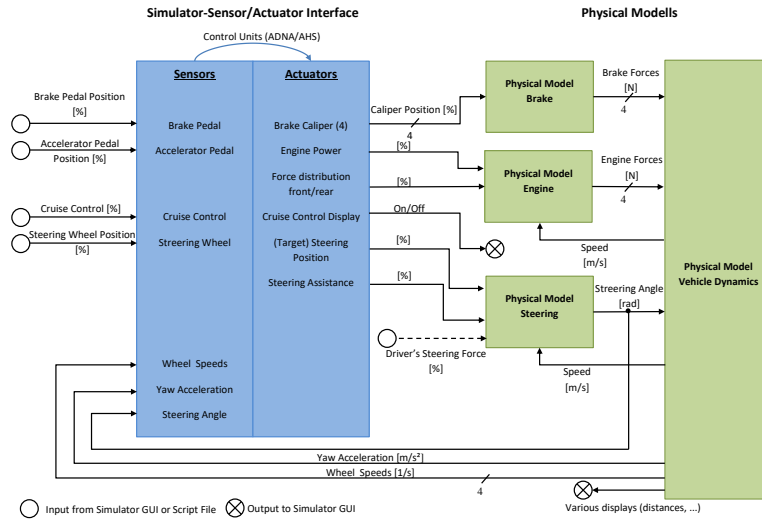 Simulator-Sensor/Actuator Interface
Physical Modells
Control Units (ADNA/AHS)
Sensors
Actuators
Brake Pedal Position
[%]
Brake Pedal
Brake Caliper (4)
Caliper Position [%]
4
Physical Model
Brake
Brake Forces
[N]
4
Accelerator Pedal
Position [%]
Accelerator Pedal
Engine Power
[%]
Force distribution
front/rear
[%]
Physical Model
Engine
Engine Forces
[N]
4
Cruise Control [%]
Cruise Control
Cruise Control Display
On/Off
Speed
[m/s]
Steering Wheel Position
[%]
Streering Wheel
(Target) Steering
Position
[%]
Steering Assistance
[%]
Physical Model
Steering
Streering Angle
[rad]
Physical Model
Vehicle Dynamics
Driver's Steering Force
[%]
Speed
[m/s]
Wheel Speeds
Yaw Acceleration
Steering Angle
Yaw Acceleration [m/s²]
Wheel Speeds [1/s]
4
Various displays (distances, ...)
Input from Simulator GUI or Script File
Output to Simulator GUI